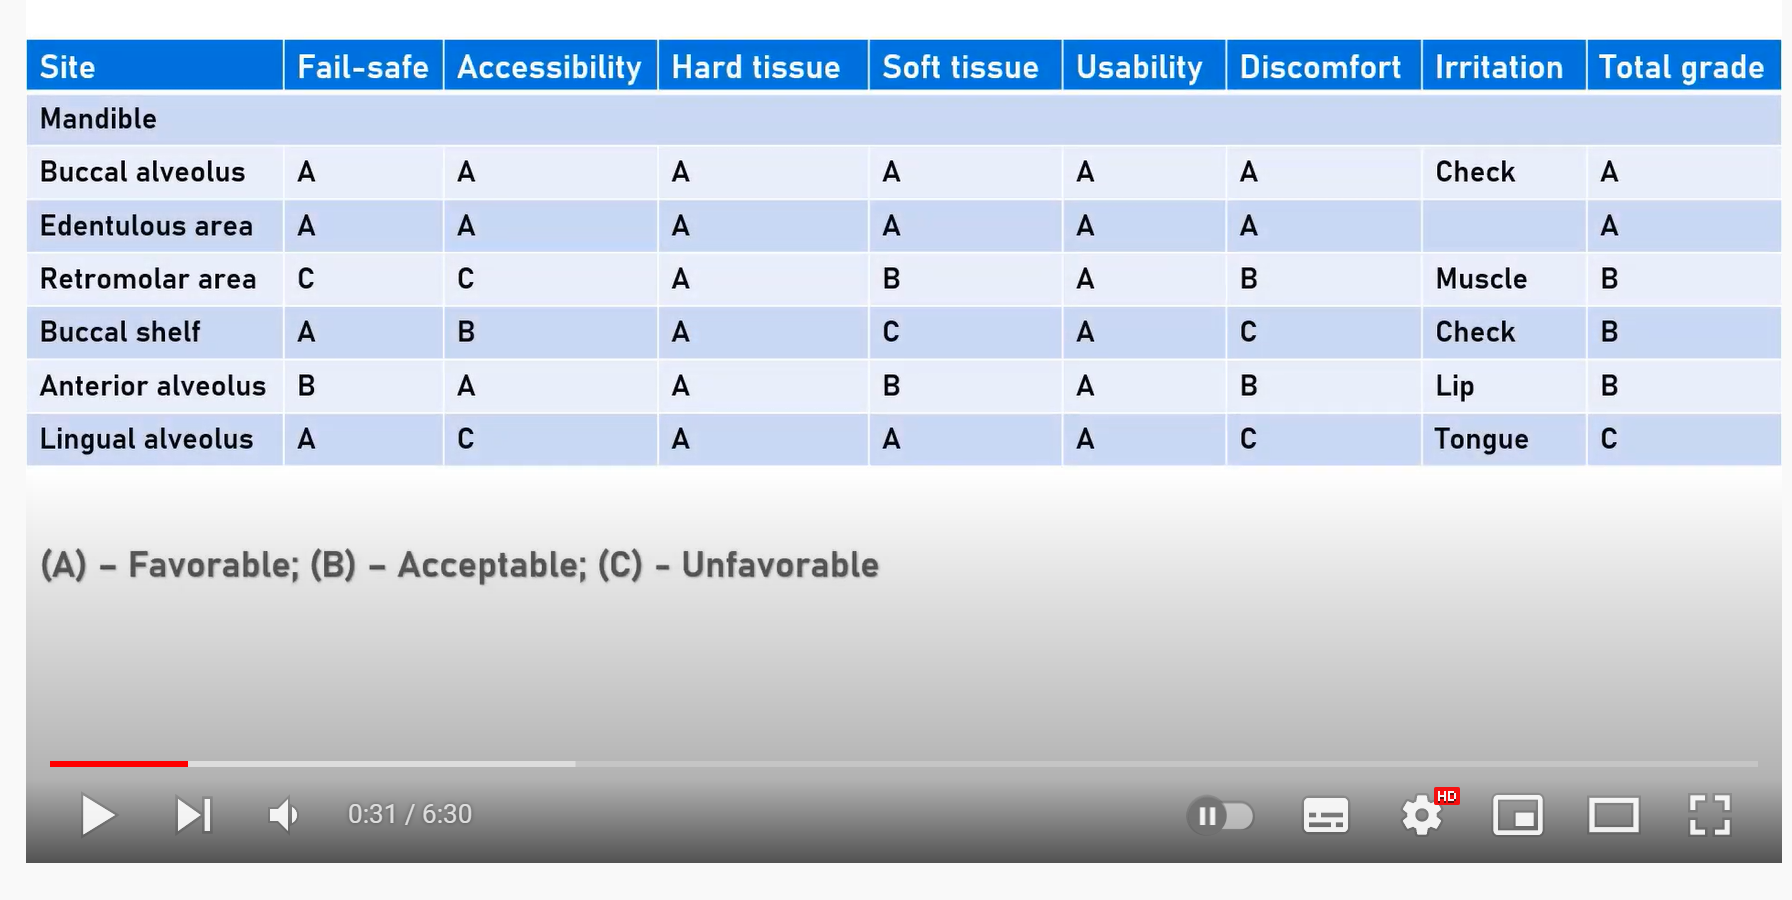 Site Fail-safe Accessibility Hard tissue Soft tissue Usability Discomfort Irritation Total grade
Mandible
Buccal alveolus A A A A A A Check A
Edentulous area A A A A A A A
Retromolar area C C A B A B Muscle B
Buccal shelf A B A C A C Check B
Anterior alveolus B A A B A B Lip B
Lingual alveolus A C A A A C Tongue C
(A) – Favorable; (B) – Acceptable; (C) - Unfavorable
0:31 / 6:30
HD